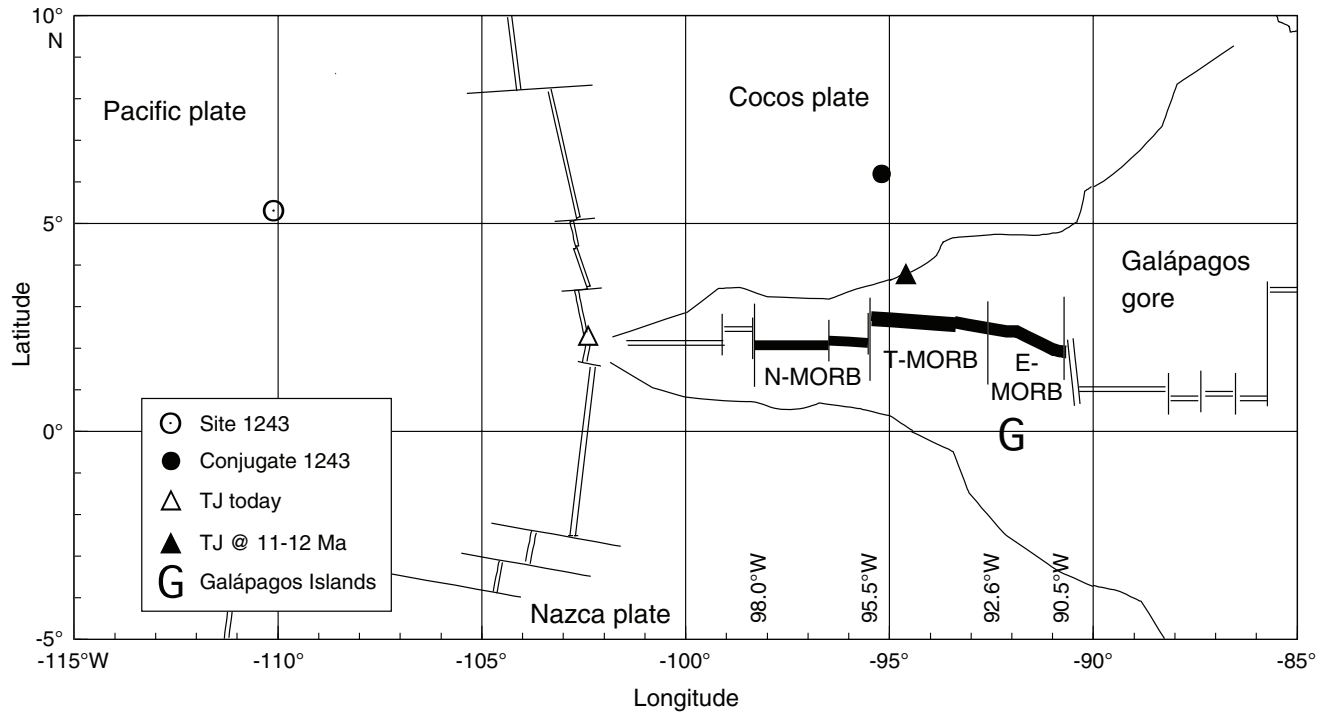 10°
N
5°
0°
-5°
Latitude
Pacific plate
Cocos plate
Galápagos
gore
T-MORB
N-MORB
E-
MORB
G
Site 1243
Conjugate 1243
TJ today
TJ @ 11-12 Ma
G Galápagos Islands
Nazca plate
98.0°W
95.5°W
92.6°W
90.5°W
-115°W
-110°
-105°
-100°
-95°
-90°
-85°
Longitude